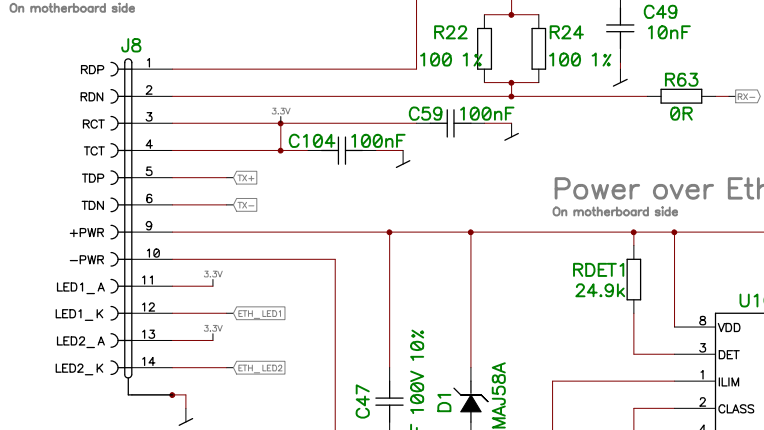 On motherboard side
J8
RDP 1
RDN 2
RCT 3
TCT 4
TDP 5
TDN 6
+PWR 9
-PWR 10
LED1_A 11
LED1_K 12
LED2_A 13
LED2_K 14
3.3V
TX+
TX-
3.3V
ETH_LED1
3.3V
ETH_LED2
R22
100 1%
R24
100 1%
C49
10nF
R63
0R
RX-
C59 100nF
C104 100nF
Power over Eth
On motherboard side
RDET1
24.9k
C47
100V 10%
D1
MAJ58A
8 VDD
3 DET
1 ILIM
2 CLASS